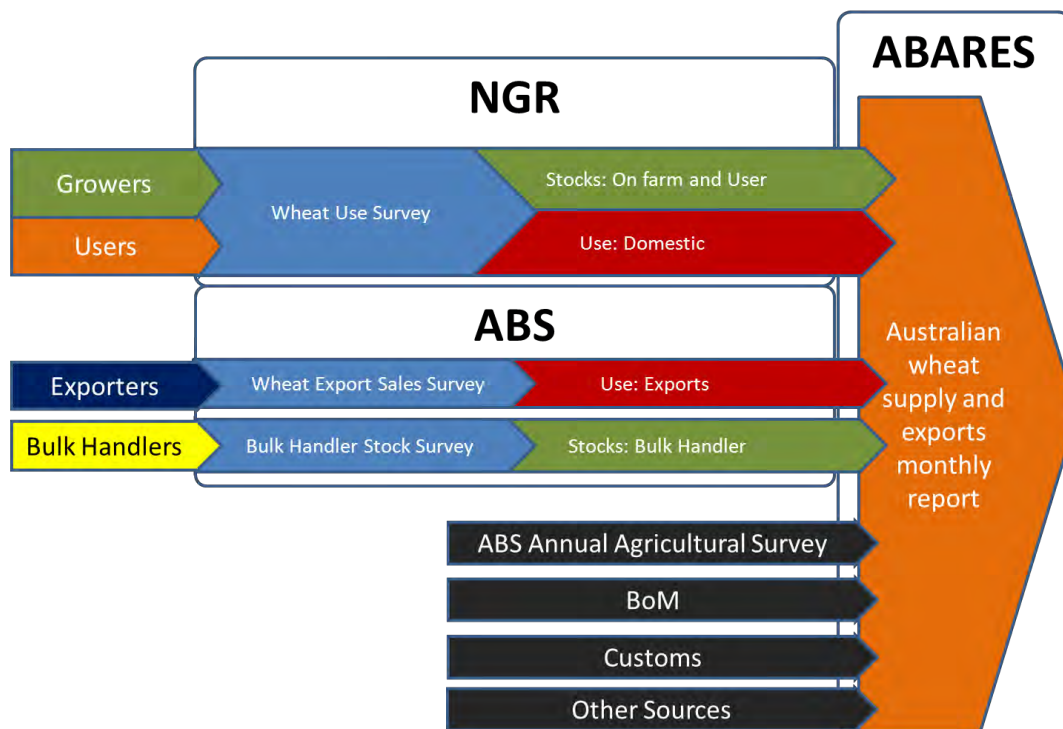 ABARES
NGR
Growers
Users
Wheat Use Survey
Stocks: On farm and User
Use: Domestic
ABS
Exporters
Wheat Export Sales Survey
Use: Exports
Bulk Handlers
Bulk Handler Stock Survey
Stocks: Bulk Handler
Australian
wheat
supply and
exports
monthly
report
ABS Annual Agricultural Survey
BoM
Customs
Other Sources